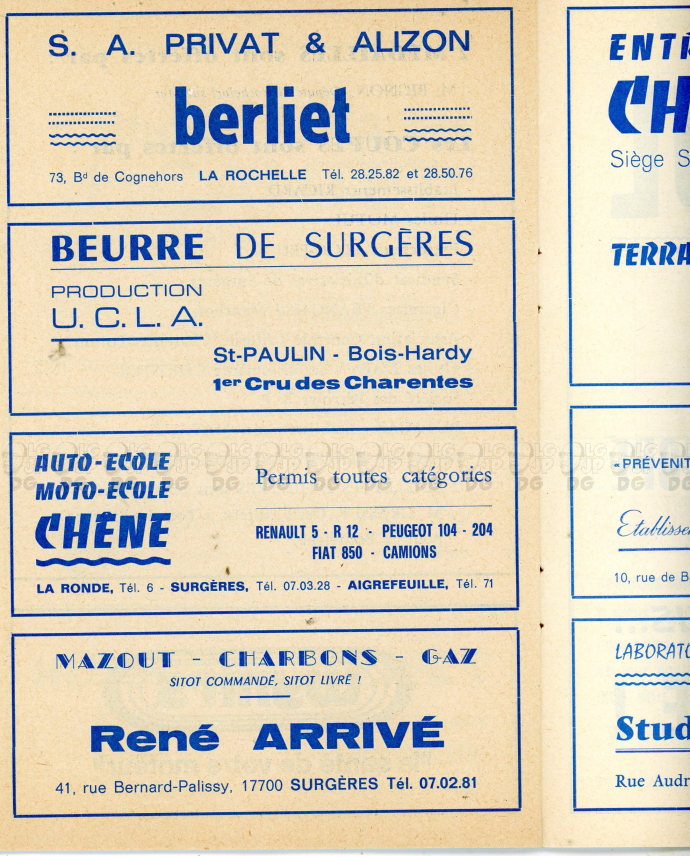 S. A. PRIVAT & ALIZON
berliet
73, Bd de Cognehors LA ROCHELLE Tél. 28.25.82 et 28.50.76
BEURRE DE SURGÈRES
PRODUCTION
U. C. L. A.
St-PAULIN - Bois-Hardy
1er Cru des Charentes
AUTO-ECOLE
MOTO-ECOLE
CHÊNE
Permis toutes catégories
RENAULT 5 - R 12 - PEUGEOT 104 - 204
FIAT 850 - CAMIONS
LA RONDE, Tél. 6 - SURGÈRES, Tél. 07.03.28 - AIGREFEUILLE, Tél. 71
MAZOUT - CHARBONS - GAZ
SITOT COMMANDÉ, SITOT LIVRÉ !
René ARRIVÉ
41, rue Bernard-Palissy, 17700 SURGÈRES Tél. 07.02.81
Siège S
10, rue de B
Stud
Rue Audr